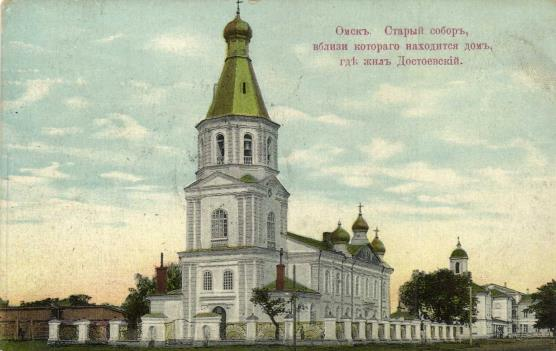 Омскъ. Старый соборъ,
вблизи котораго находится домъ,
гдѣ жилъ Достоевскій.